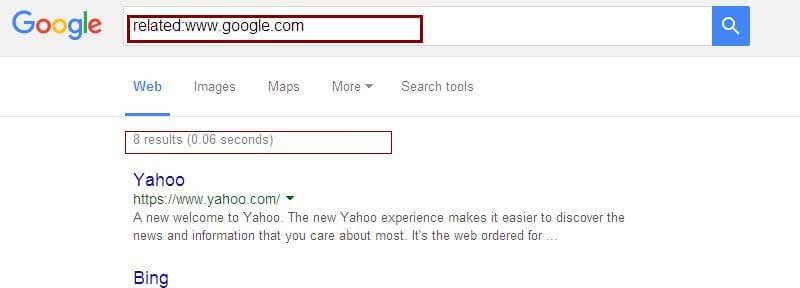 Google related:www.google.com
Web Images Maps More Search tools
8 results (0.06 seconds)
Yahoo
https://www.yahoo.com/
A new welcome to Yahoo. The new Yahoo experience makes it easier to discover the
news and information that you care about most. It's the web ordered for ...
Bing